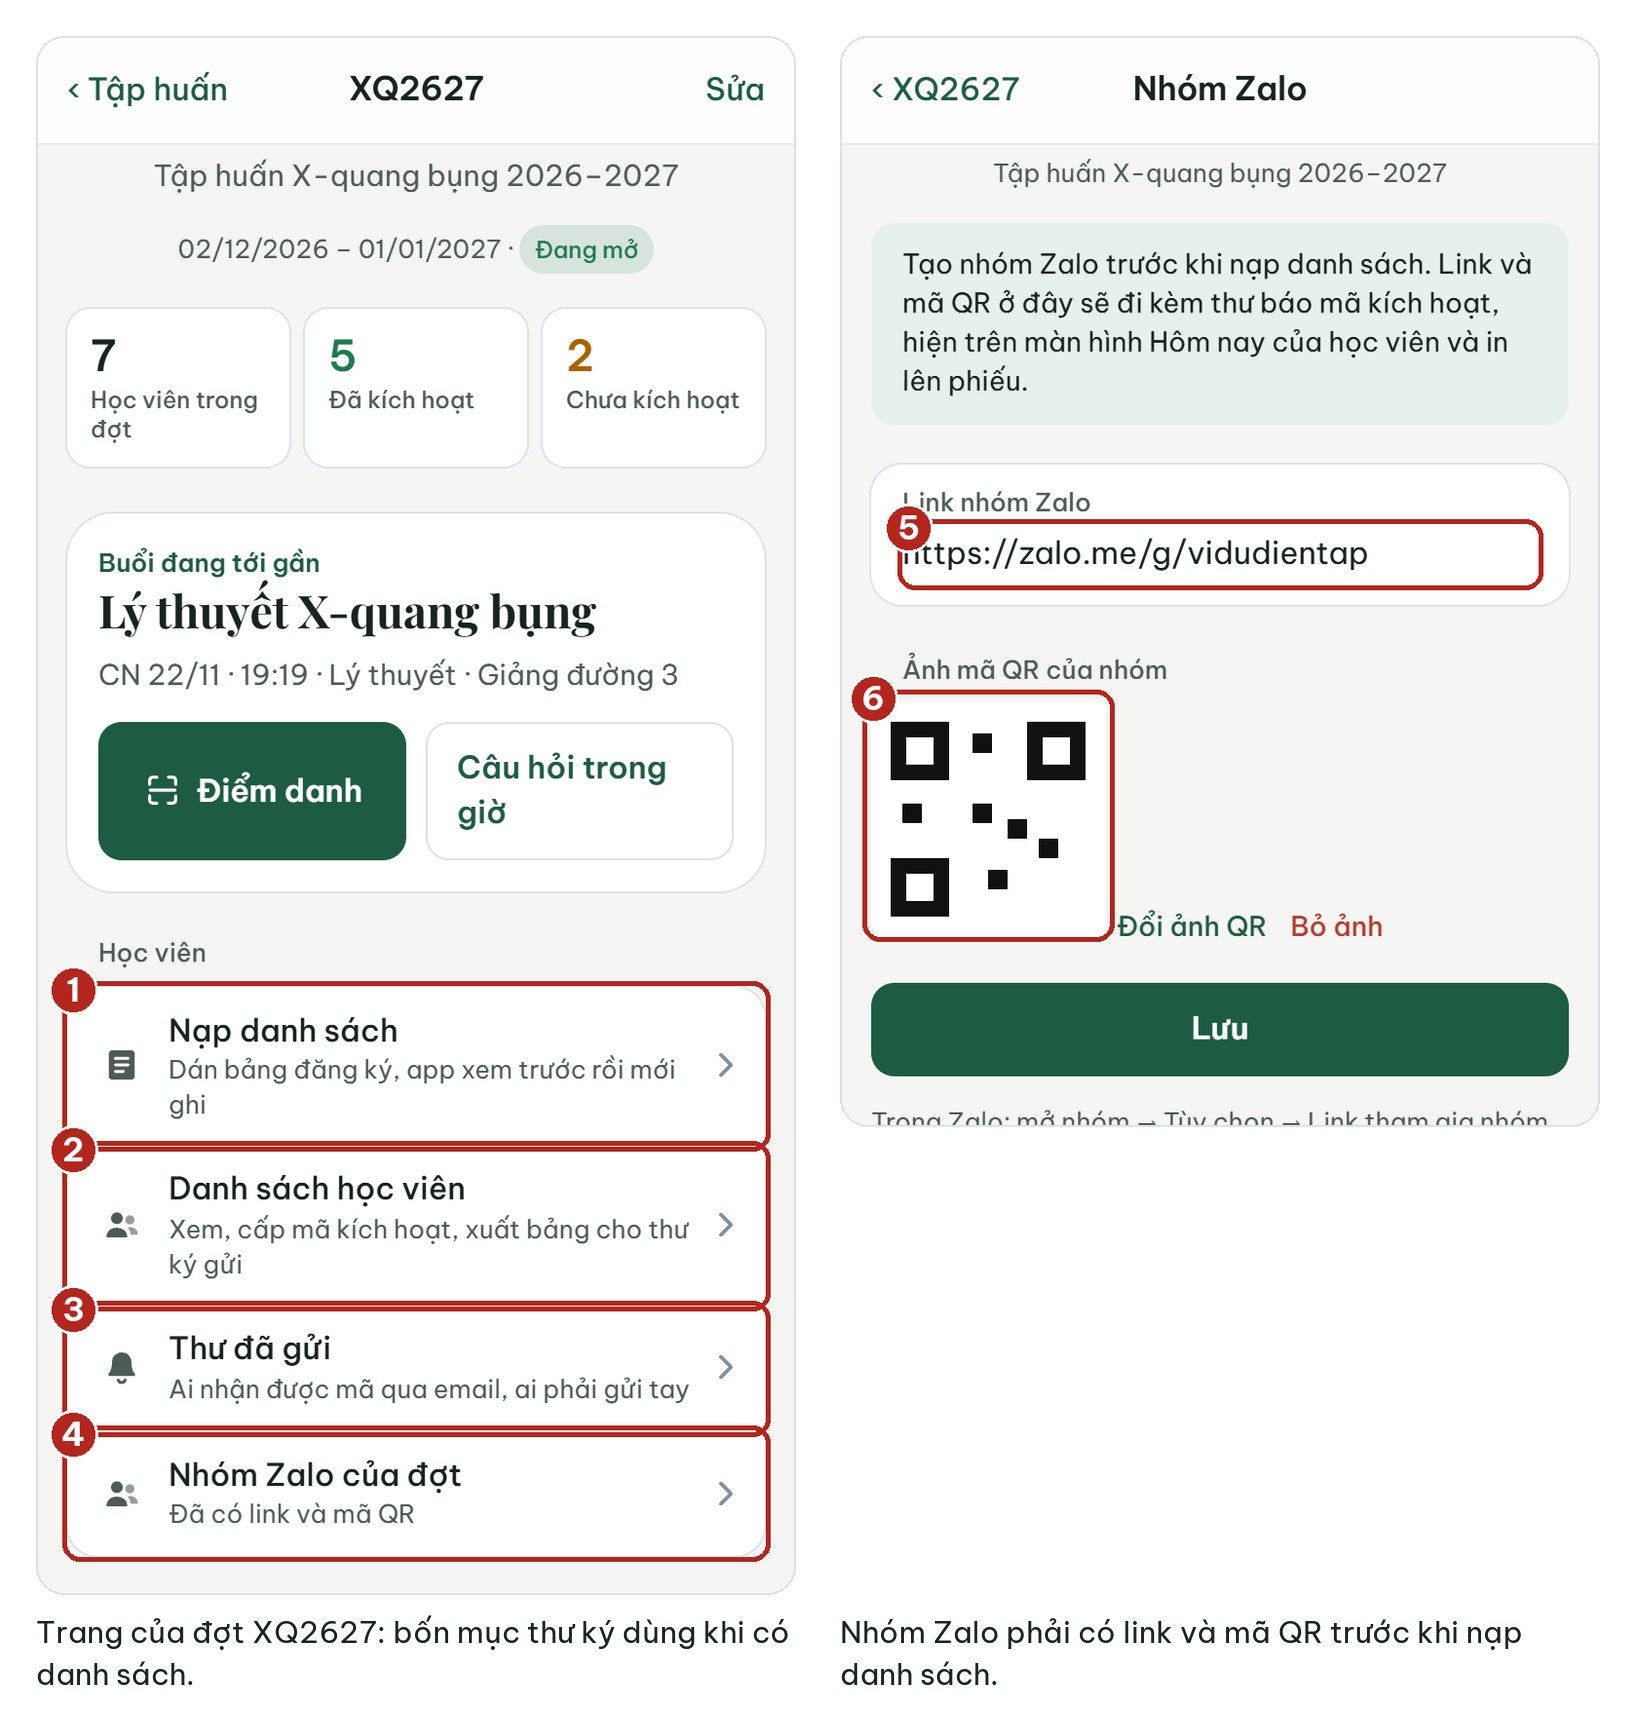 ‹ Tập huấn
XQ2627
Sửa
Tập huấn X-quang bụng 2026–2027
02/12/2026 – 01/01/2027 · Đang mở
7
Học viên trong
đợt
5
Đã kích hoạt
2
Chưa kích hoạt
Buổi đang tới gần
Lý thuyết X-quang bụng
CN 22/11 · 19:19 · Lý thuyết · Giảng đường 3
Điểm danh
Câu hỏi trong
giờ
Học viên
1
Nạp danh sách
Dán bảng đăng ký, app xem trước rồi mới
ghi
2
Danh sách học viên
Xem, cấp mã kích hoạt, xuất bảng cho thư
ký gửi
3
Thư đã gửi
Ai nhận được mã qua email, ai phải gửi tay
4
Nhóm Zalo của đợt
Đã có link và mã QR
Trang của đợt XQ2627: bốn mục thư ký dùng khi có
danh sách.
‹ XQ2627
Nhóm Zalo
Tập huấn X-quang bụng 2026–2027
Tạo nhóm Zalo trước khi nạp danh sách. Link và
mã QR ở đây sẽ đi kèm thư báo mã kích hoạt,
hiện trên màn hình Hôm nay của học viên và in
lên phiếu.
Link nhóm Zalo
5
https://zalo.me/g/vidudientap
Ảnh mã QR của nhóm
6
Đổi ảnh QR
Bỏ ảnh
Lưu
Trong Zalo: mở nhóm → Tùy chọn → Link tham gia nhóm
Nhóm Zalo phải có link và mã QR trước khi nạp
danh sách.